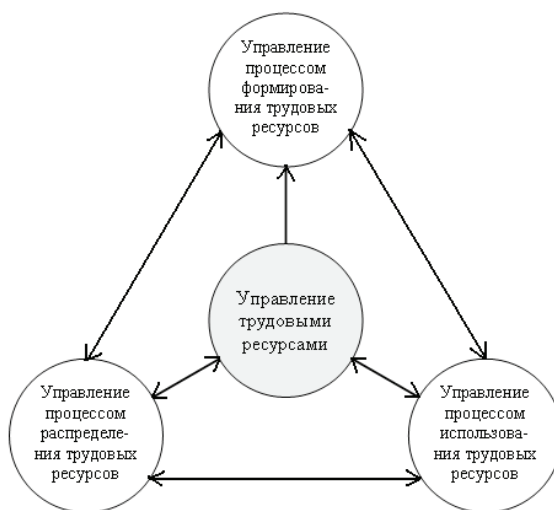 Управление
процессом
формирова-
ния трудовых
ресурсов
Управление
трудовыми
ресурсами
Управление
процессом
распределе-
ния трудовых
ресурсов
Управление
процессом
использова-
ния трудовых
ресурсов